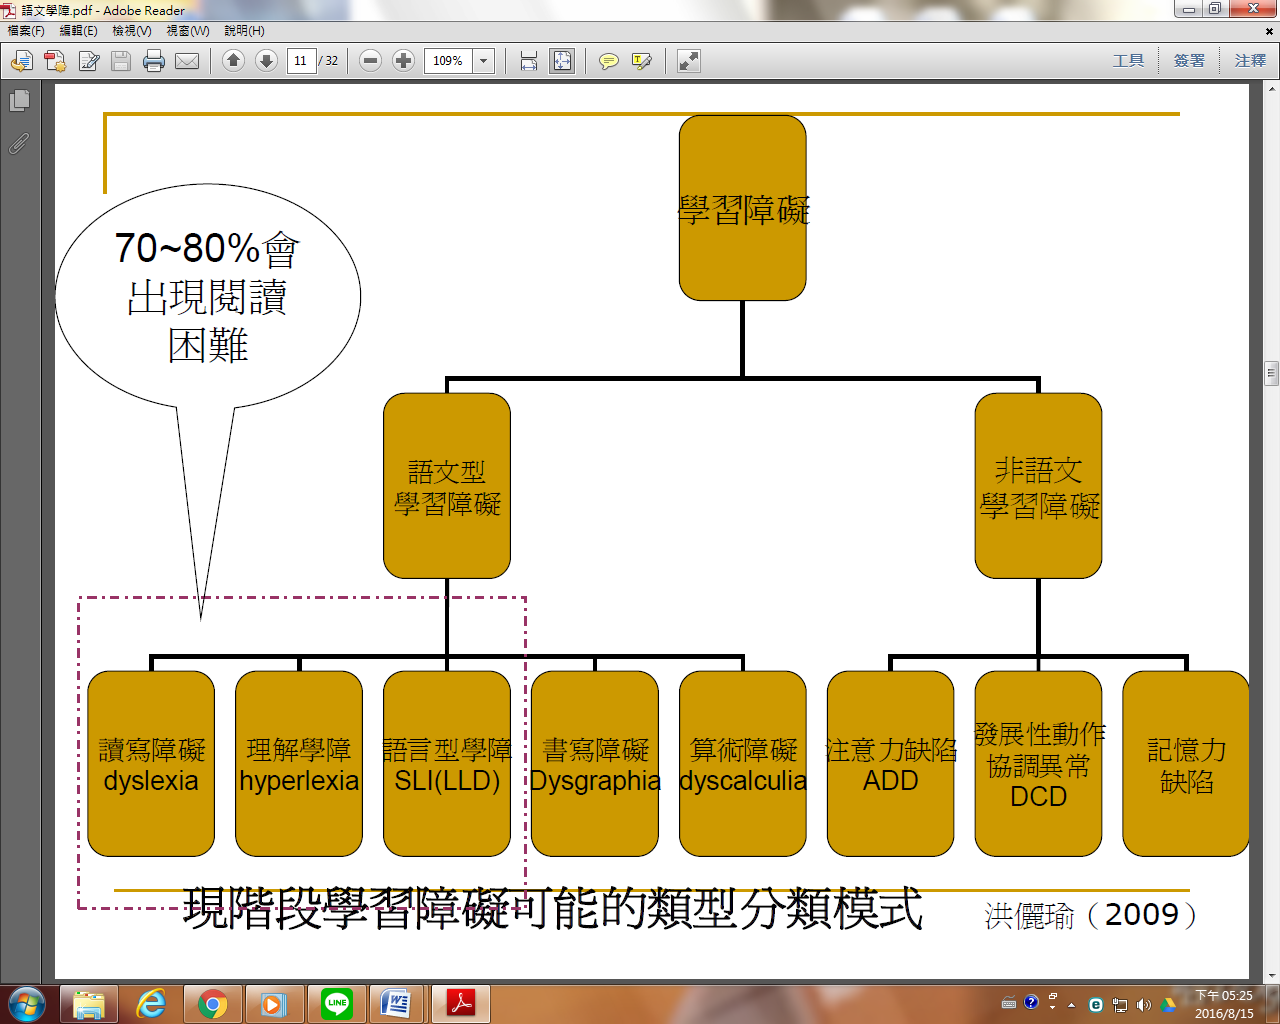 語文學障.pdf - Adobe Reader
檔案(F) 編輯(E) 檢視(V) 視窗(W) 說明(H)
11 / 32 109% 工具 簽署 注釋
學習障礙
70~80%會
出現閱讀
困難
語文型
學習障礙
非語文
學習障礙
讀寫障礙
dyslexia
理解學障
hyperlexia
語言型學障
SLI(LLD)
書寫障礙
Dysgraphia
算術障礙
dyscalculia
注意力缺陷
ADD
發展性動作
協調異常
DCD
記憶力
缺陷
現階段學習障礙可能的類型分類模式
洪儷瑜（2009）
LINE
下午 05:25
2016/8/15